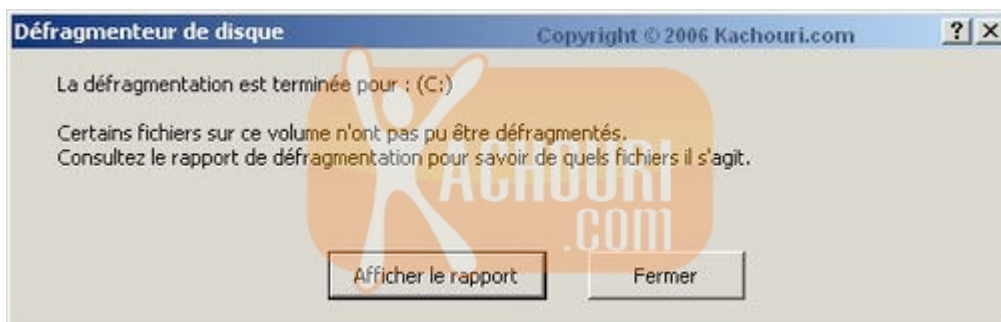 Défragmenteur de disque Copyright © 2006 Kachouri.com
La défragmentation est terminée pour : (C:)
Certains fichiers sur ce volume n'ont pas pu être défragmentés.
Consultez le rapport de défragmentation pour savoir de quels fichiers il s'agit.
KACHOURI
.com
Afficher le rapport Fermer